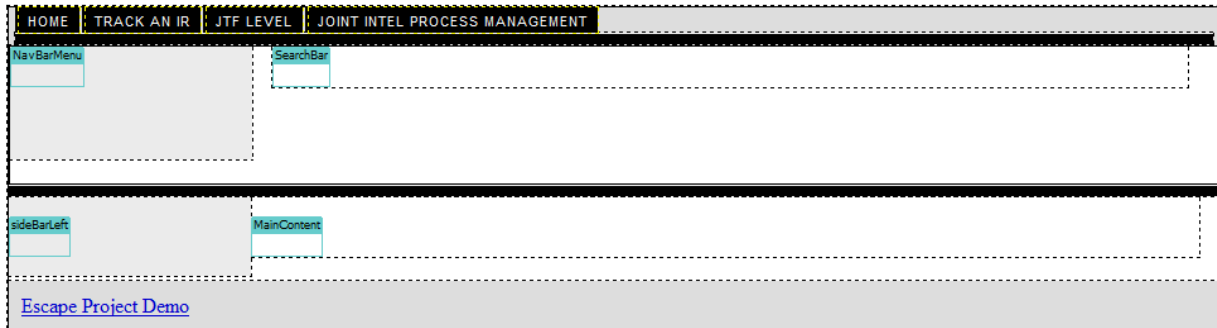 HOME TRACK AN IR JTF LEVEL JOINT INTEL PROCESS MANAGEMENT
NavBarMenu SearchBar
sideBarLeft MainContent
Escape Project Demo